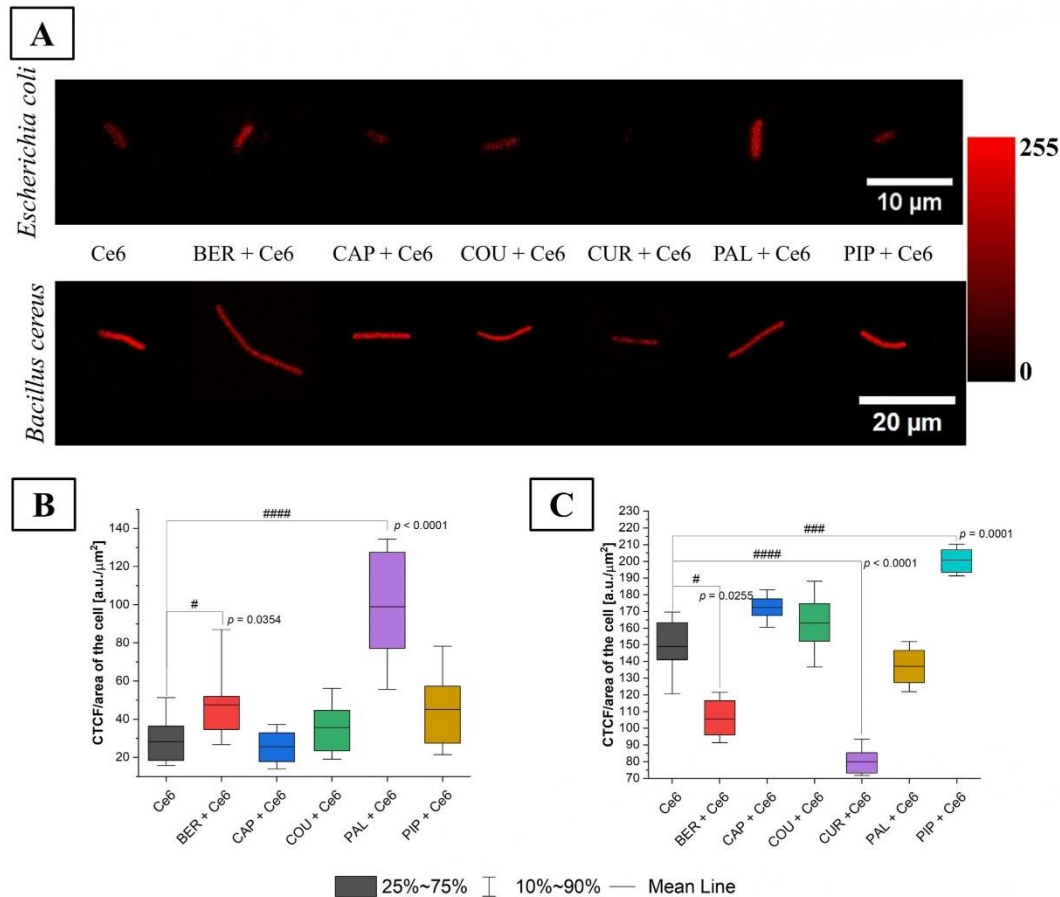 A
Escherichia coli
10 µm
255
0
Ce6 BER + Ce6 CAP + Ce6 COU + Ce6 CUR + Ce6 PAL + Ce6 PIP + Ce6
Bacillus cereus
20 µm
B
CTCF/area of the cell [a.u./µm²]
140
120
100
80
60
40
20
####
p < 0.0001
#
p = 0.0354
Ce6
BER + Ce6
CAP + Ce6
COU + Ce6
PAL + Ce6
PIP + Ce6
C
CTCF/area of the cell [a.u./µm²]
230
220
210
200
190
180
170
160
150
140
130
120
110
100
90
80
70
###
p = 0.0001
####
p < 0.0001
#
p = 0.0255
Ce6
BER + Ce6
CAP + Ce6
COU + Ce6
CUR +Ce6
PAL + Ce6
PIP + Ce6
25%~75% 10%~90% Mean Line